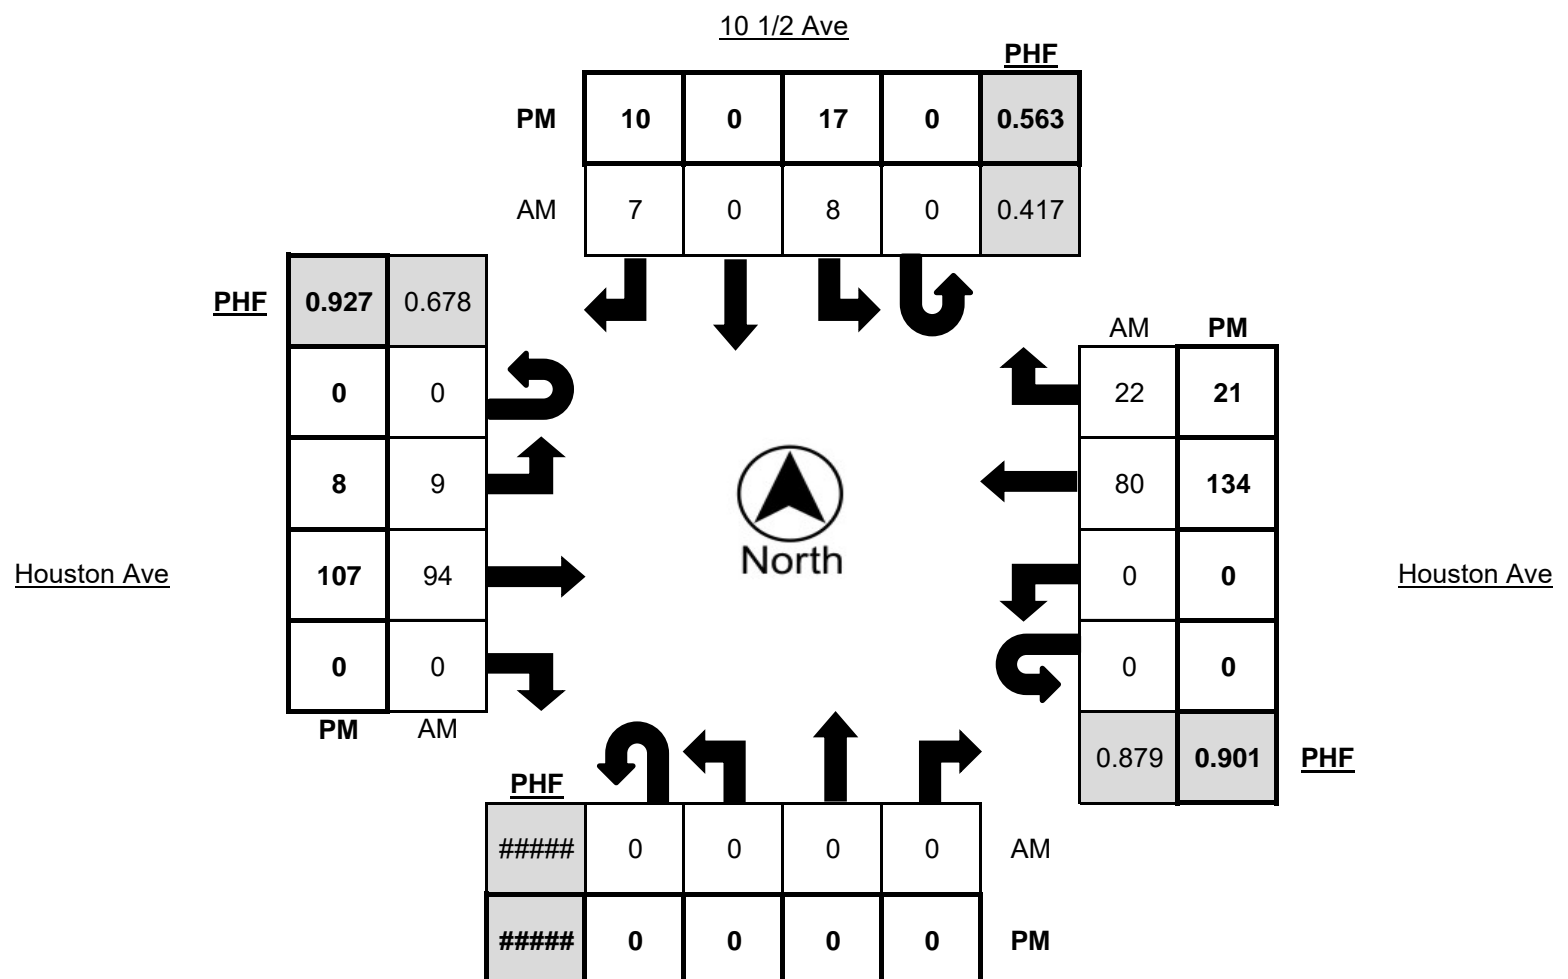 10 1/2 Ave
PHF
PM 10 0 17 0 0.563
AM 7 0 8 0 0.417
PHF 0.927 0.678
AM PM
0 0
22 21
8 9
80 134
North
Houston Ave 107 94
0 0 Houston Ave
0 0
0 0
PM AM
0.879 0.901 PHF
PHF
##### 0 0 0 0 AM
##### 0 0 0 0 PM